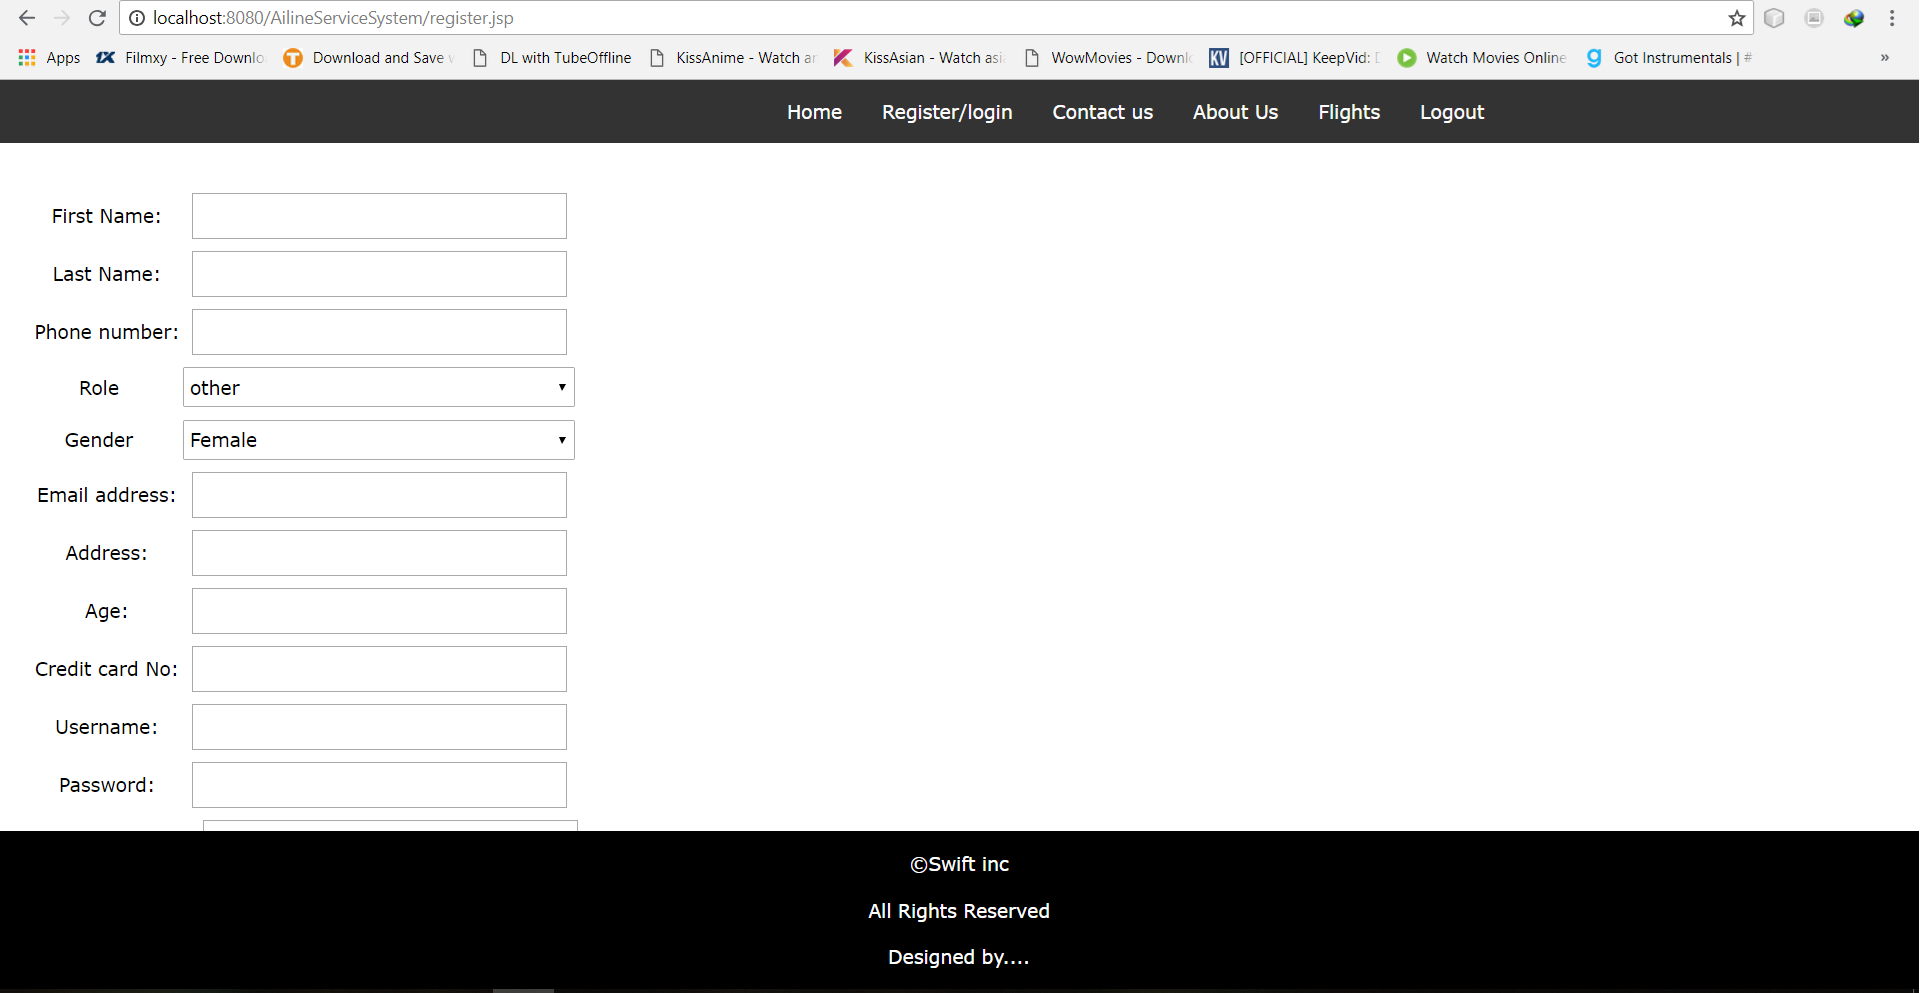 localhost:8080/AilineServiceSystem/register.jsp
Apps Filmxy - Free Downlo Download and Save DL with TubeOffline KissAnime - Watch an KissAsian - Watch asi WowMovies - Downl [OFFICIAL] KeepVid: Watch Movies Online Got Instrumentals | # »
Home Register/login Contact us About Us Flights Logout
First Name:
Last Name:
Phone number:
Role other
Gender Female
Email address:
Address:
Age:
Credit card No:
Username:
Password:
©Swift inc
All Rights Reserved
Designed by....